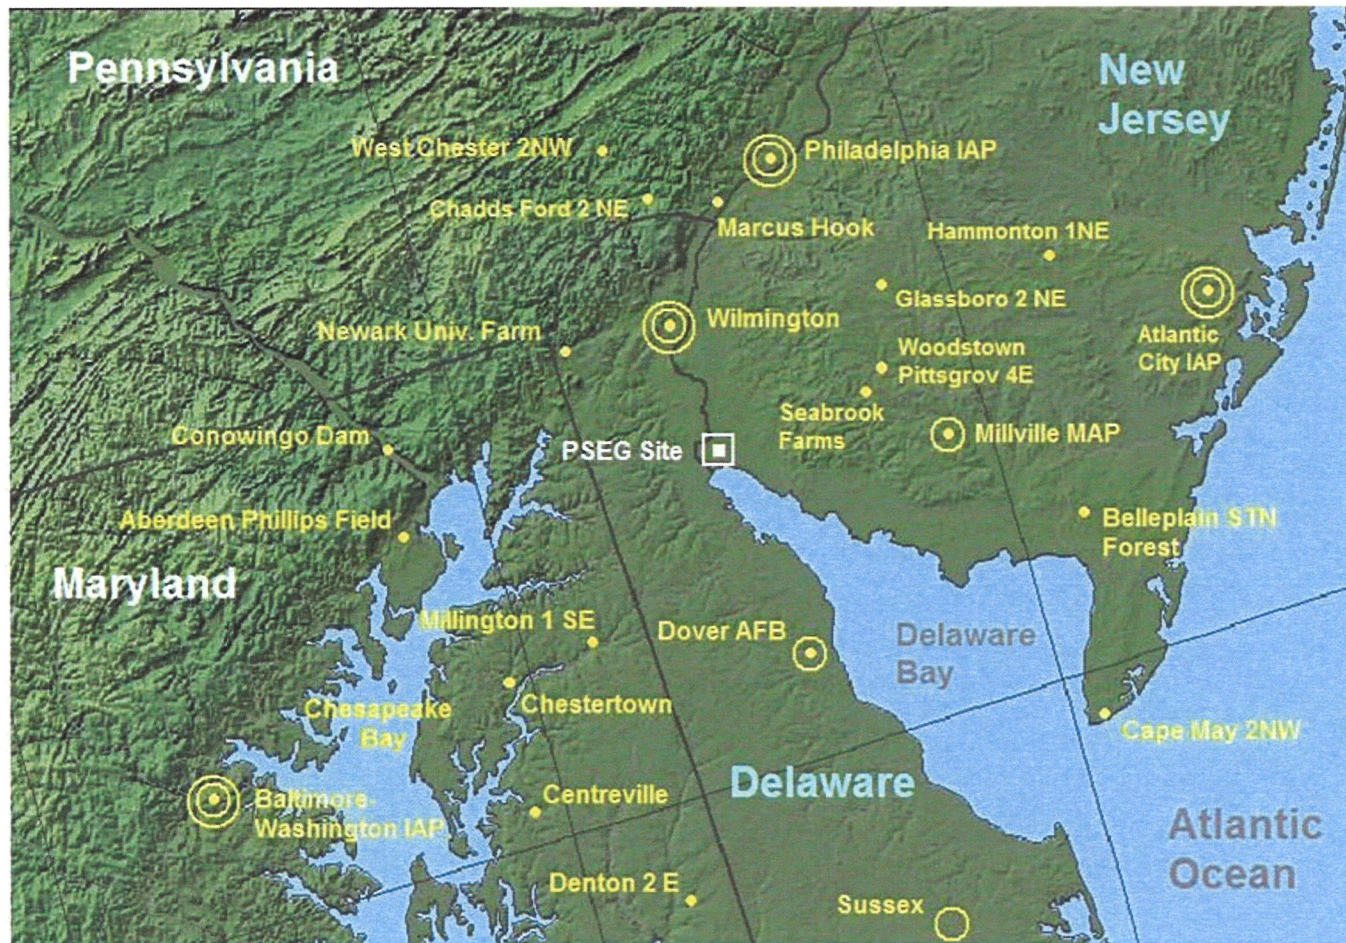 Pennsylvania
New
Jersey
West Chester 2NW
Philadelphia IAP
Chadds Ford 2 NE
Marcus Hook
Hammonton 1NE
Glassboro 2 NE
Newark Univ. Farm
Wilmington
Atlantic
City IAP
Woodstown
Pittsgrov 4E
Seabrook
Farms
Conowingo Dam
PSEG Site
Millville MAP
Aberdeen Phillips Field
Belleplain STN
Forest
Maryland
Millington 1 SE
Dover AFB
Delaware
Bay
Chestertown
Chesapeake
Bay
Cape May 2NW
Delaware
Centreville
Baltimore-
Washington IAP
Atlantic
Ocean
Denton 2 E
Sussex